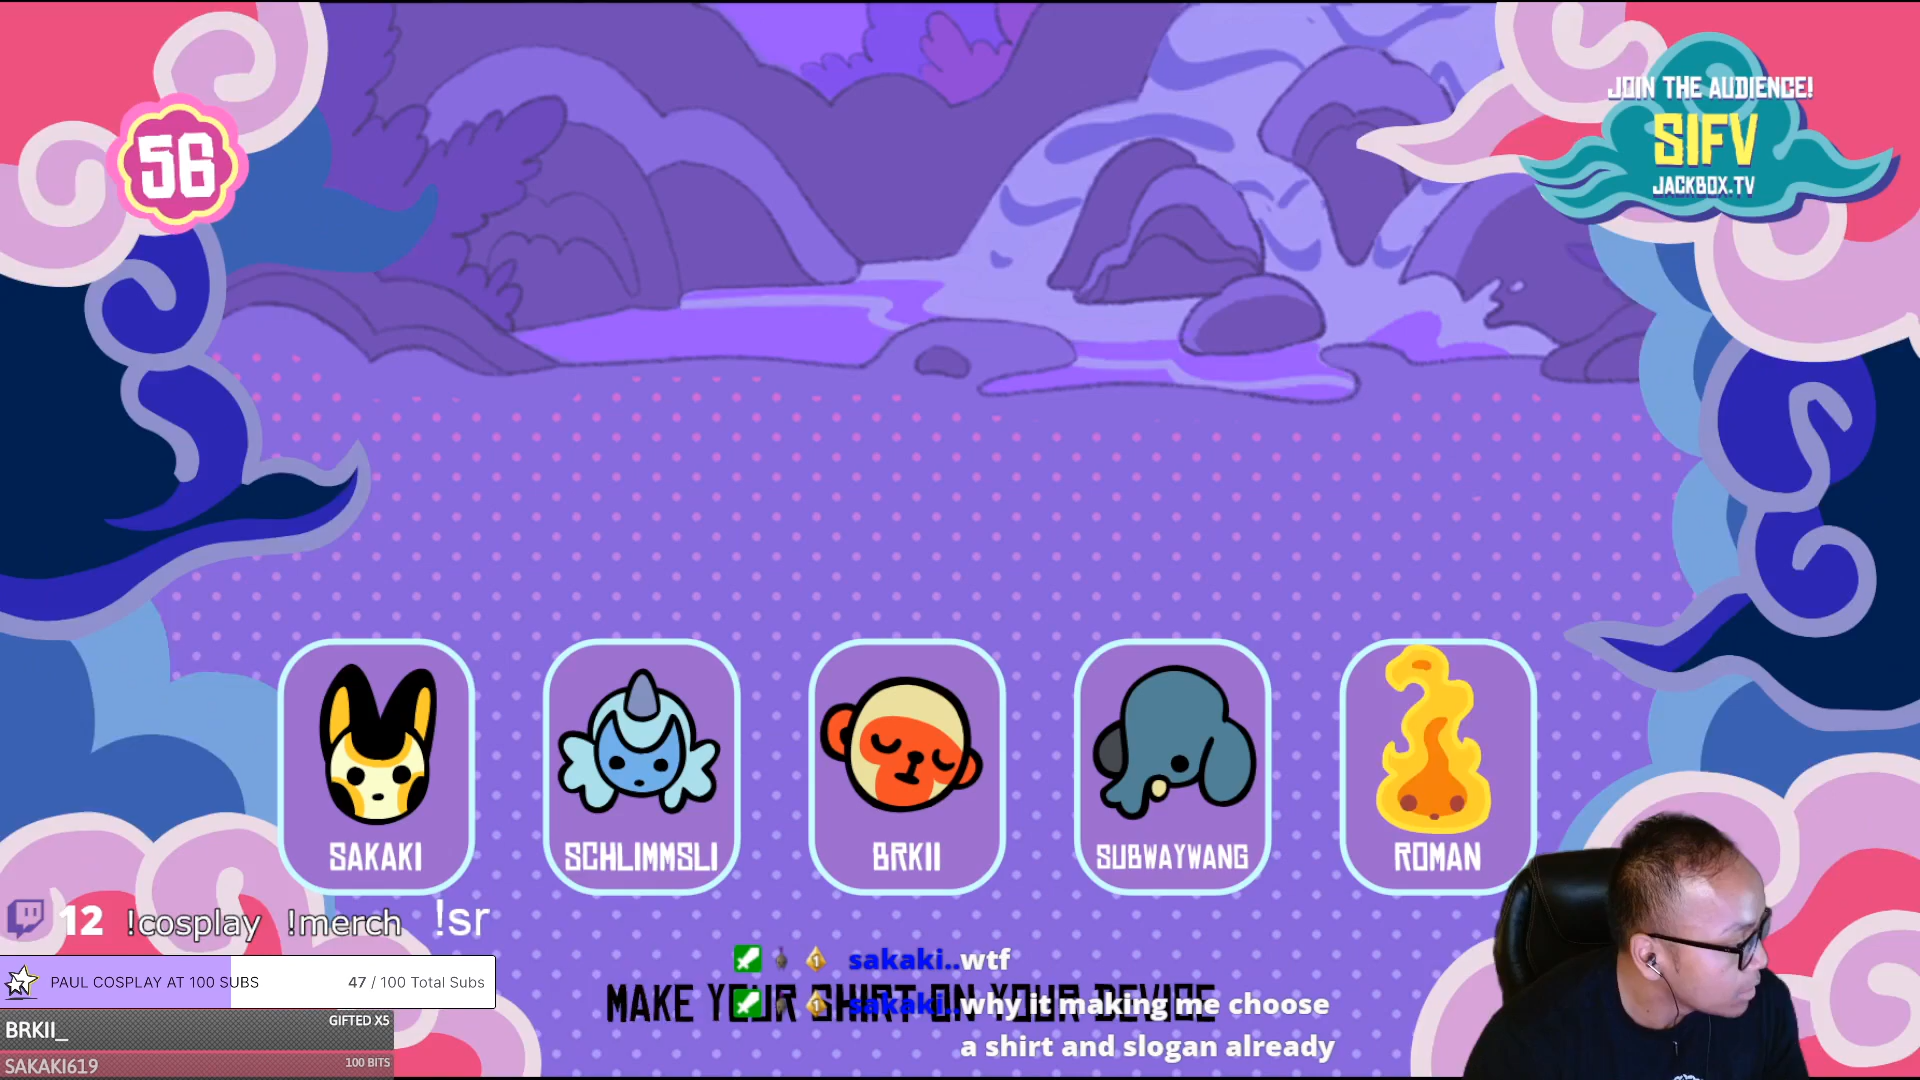 56
JOIN THE AUDIENCE!
SIFV
JACKBOX.TV
SAKAKI
SCHLIMMSLI
BRKII
SUBWAYWANG
ROMAN
12 !cosplay !merch !sr
PAUL COSPLAY AT 100 SUBS 47 / 100 Total Subs
BRKII_ GIFTED X5
SAKAKI619 100 BITS
sakaki..wtf
MAKE YOUR SHIRT ON YOUR DEVICE
sakaki..why it making me choose
a shirt and slogan already